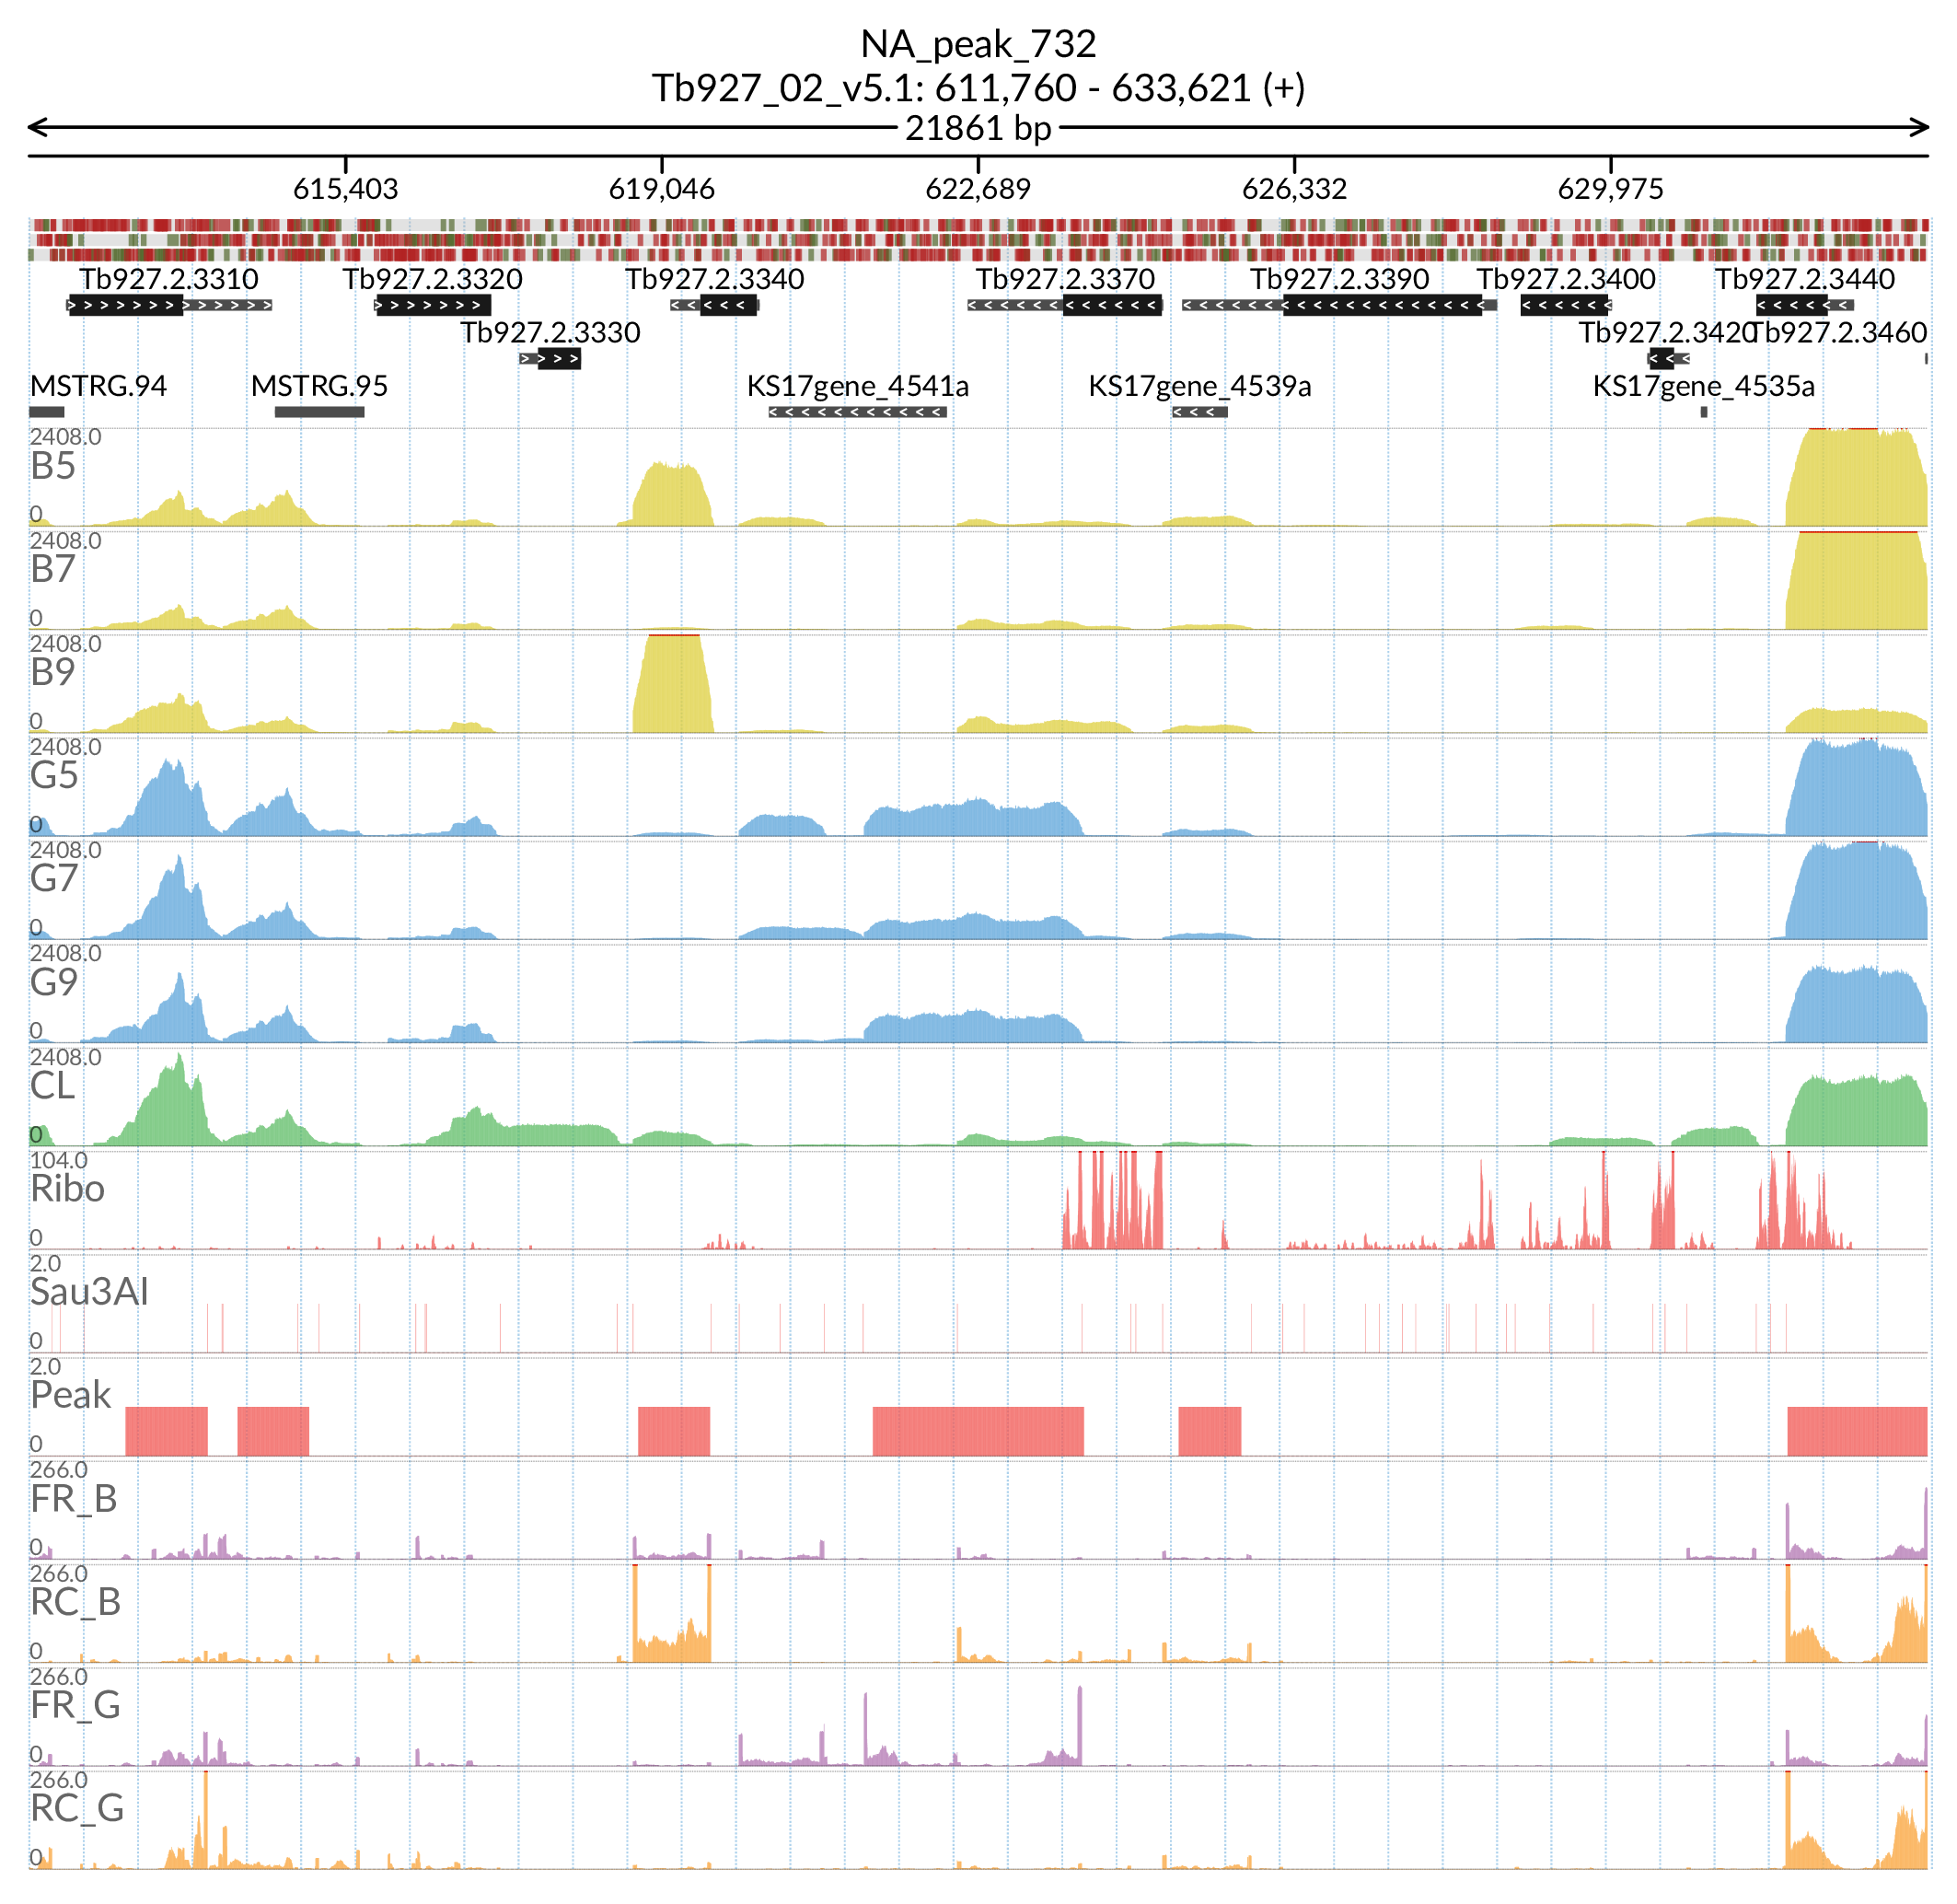 NA_peak_732
Tb927_02_v5.1: 611,760 - 633,621 (+)
21861 bp
615,403 619,046 622,689 626,332 629,975
Tb927.2.3310 Tb927.2.3320 Tb927.2.3340 Tb927.2.3370 Tb927.2.3390 Tb927.2.3400 Tb927.2.3440
Tb927.2.3330 Tb927.2.3420 Tb927.2.3460
MSTRG.94 MSTRG.95 KS17gene_4541a KS17gene_4539a KS17gene_4535a
2408.0
B5
0
2408.0
B7
0
2408.0
B9
0
2408.0
G5
0
2408.0
G7
0
2408.0
G9
0
2408.0
CL
0
104.0
Ribo
0
2.0
Sau3AI
0
2.0
Peak
0
266.0
FR_B
0
266.0
RC_B
0
266.0
FR_G
0
266.0
RC_G
0